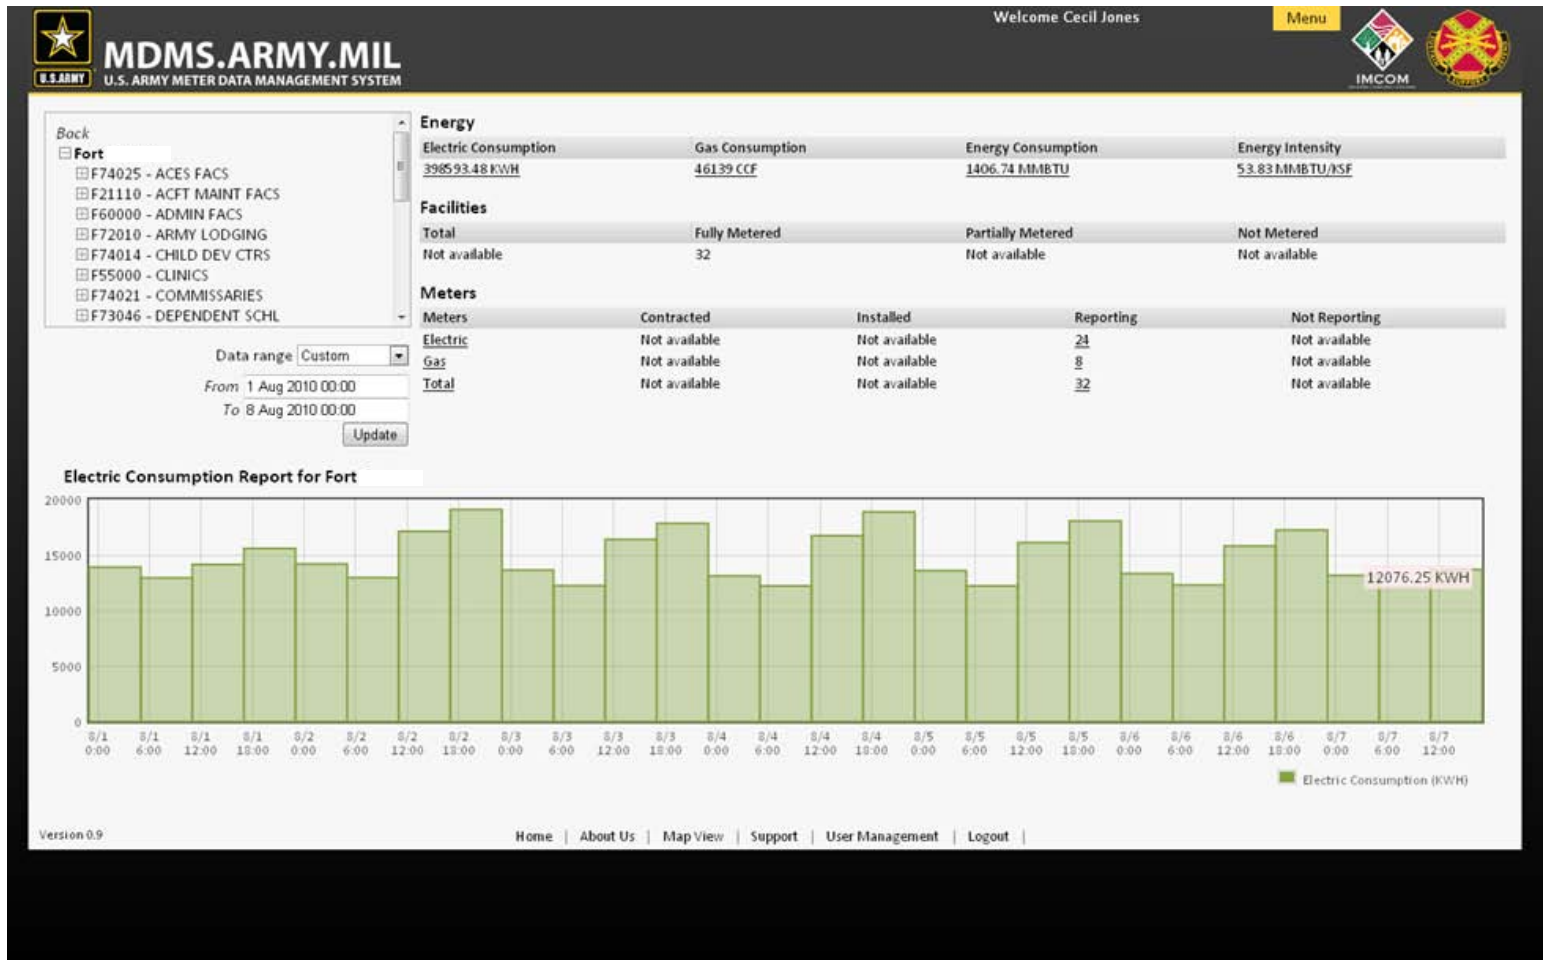 Welcome Cecil Jones
Menu
U.S.ARMY
MDMS.ARMY.MIL
U.S. ARMY METER DATA MANAGEMENT SYSTEM
IMCOM
Back
Fort
F74025 - ACES FACS
F21110 - ACFT MAINT FACS
F60000 - ADMIN FACS
F72010 - ARMY LODGING
F74014 - CHILD DEV CTRS
F55000 - CLINICS
F74021 - COMMISSARIES
F73046 - DEPENDENT SCHL
Data range Custom
From 1 Aug 2010 00:00
To 8 Aug 2010 00:00
Update
Energy
Electric Consumption Gas Consumption Energy Consumption Energy Intensity
398593.48 KWH 46139 CCF 1406.74 MMBTU 53.83 MMBTU/KSF
Facilities
Total Fully Metered Partially Metered Not Metered
Not available 32 Not available Not available
Meters
Meters Contracted Installed Reporting Not Reporting
Electric Not available Not available 24 Not available
Gas Not available Not available 8 Not available
Total Not available Not available 32 Not available
Electric Consumption Report for Fort
20000
15000
10000
5000
0
12076.25 KWH
8/1 8/1 8/1 8/1 8/2 8/2 8/2 8/2 8/3 8/3 8/3 8/3 8/4 8/4 8/4 8/4 8/5 8/5 8/5 8/5 8/6 8/6 8/6 8/6 8/7 8/7 8/7
0:00 6:00 12:00 18:00 0:00 6:00 12:00 18:00 0:00 6:00 12:00 18:00 0:00 6:00 12:00 18:00 0:00 6:00 12:00 18:00 0:00 6:00 12:00 18:00 0:00 6:00 12:00
Electric Consumption (KWH)
Version 0.9
Home | About Us | Map View | Support | User Management | Logout |